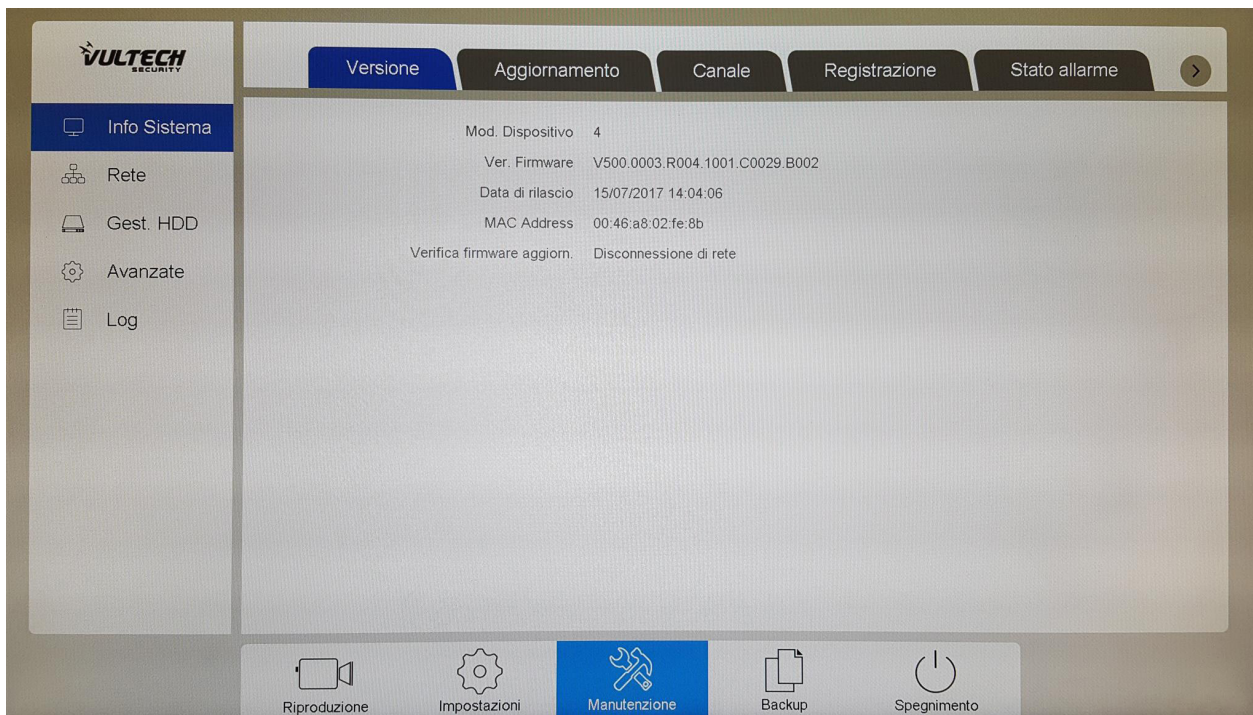 VULTECH
SECURITY
Versione
Aggiornamento
Canale
Registrazione
Stato allarme
Info Sistema
Rete
Gest. HDD
Avanzate
Log
Mod. Dispositivo 4
Ver. Firmware V500.0003.R004.1001.C0029.B002
Data di rilascio 15/07/2017 14:04:06
MAC Address 00:46:a8:02:fe:8b
Verifica firmware aggiorn. Disconnessione di rete
Riproduzione
Impostazioni
Manutenzione
Backup
Spegnimento